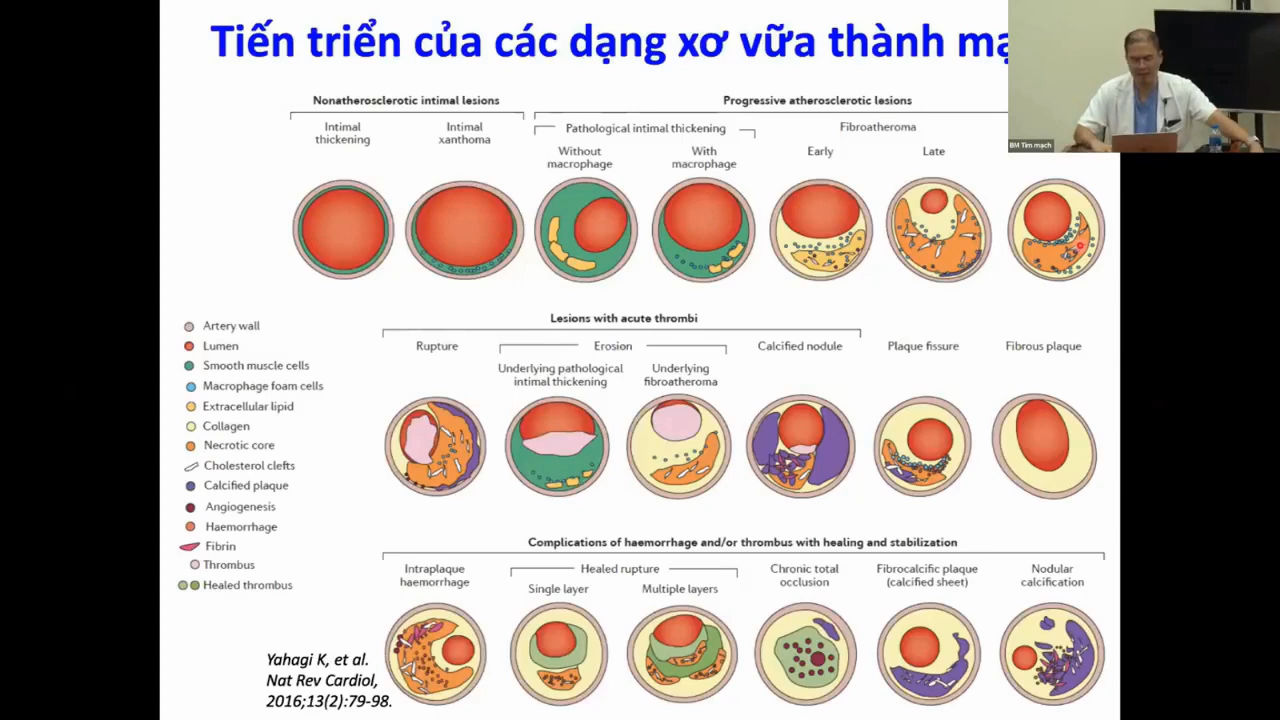 Tiến triển của các dạng xơ vữa thành
BM Tim mạch
Nonatherosclerotic intimal lesions
Progressive atherosclerotic lesions
Intimal
thickening
Intimal
xanthoma
Pathological intimal thickening
Without
macrophage
With
macrophage
Fibroatheroma
Early
Late
Lesions with acute thrombi
Rupture
Erosion
Underlying pathological
intimal thickening
Underlying
fibroatheroma
Calcified nodule
Plaque fissure
Fibrous plaque
Artery wall
Lumen
Smooth muscle cells
Macrophage foam cells
Extracellular lipid
Collagen
Necrotic core
Cholesterol clefts
Calcified plaque
Angiogenesis
Haemorrhage
Fibrin
Thrombus
Healed thrombus
Complications of haemorrhage and/or thrombus with healing and stabilization
Intraplaque
haemorrhage
Healed rupture
Single layer
Multiple layers
Chronic total
occlusion
Fibrocalcific plaque
(calcified sheet)
Nodular
calcification
Yahagi K, et al.
Nat Rev Cardiol,
2016;13(2):79-98.